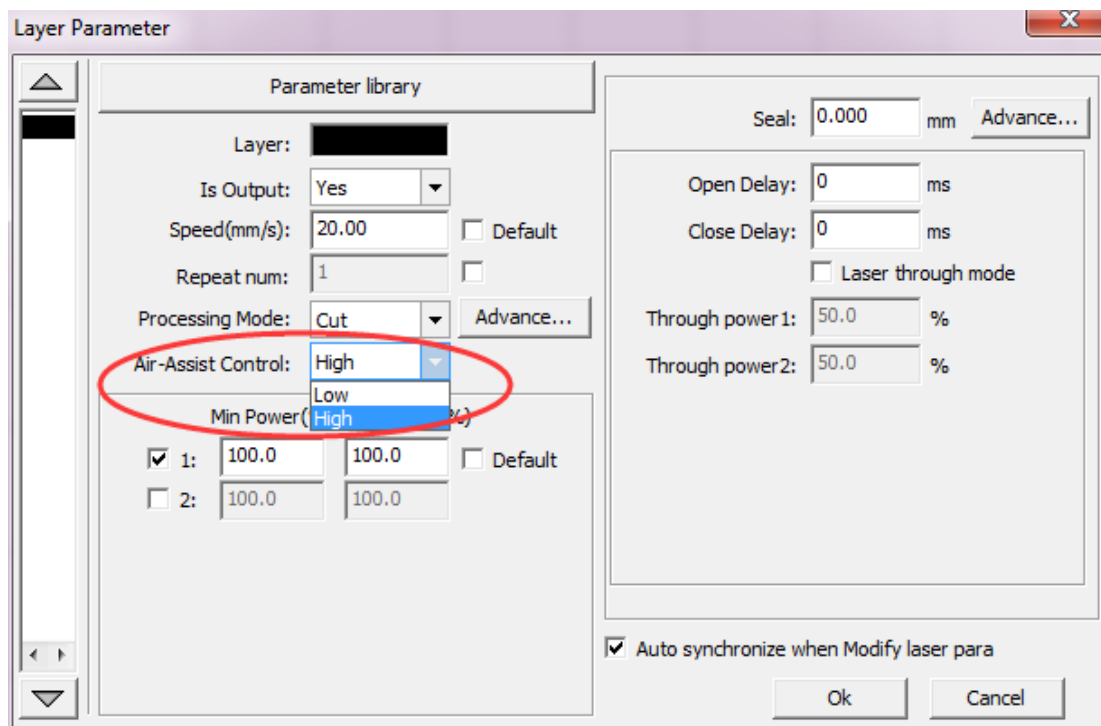 Layer Parameter
Parameter library
Layer:
Is Output: Yes
Speed(mm/s): 20.00 Default
Repeat num: 1
Processing Mode: Cut Advance...
Air-Assist Control: High
Low
High
Min Power( %)
1: 100.0 100.0 Default
2: 100.0 100.0
Seal: 0.000 mm Advance...
Open Delay: 0 ms
Close Delay: 0 ms
Laser through mode
Through power1: 50.0 %
Through power2: 50.0 %
Auto synchronize when Modify laser para
Ok Cancel